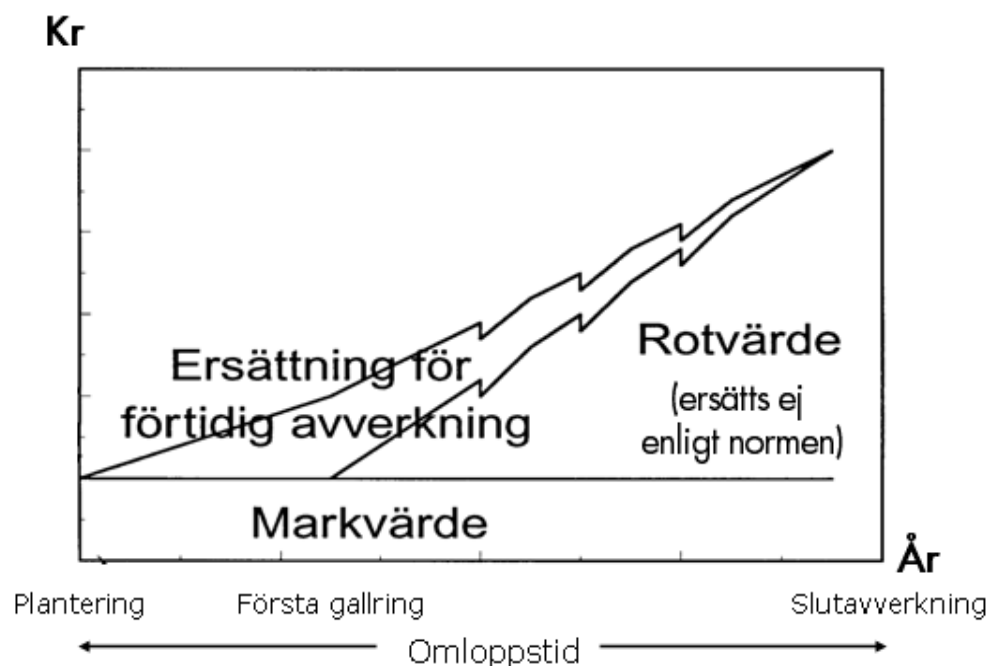 Kr
Ersättning för
förtidig avverkning
Rotvärde
(ersätts ej
enligt normen)
Markvärde
År
Plantering
Första gallring
Slutavverkning
Omloppstid